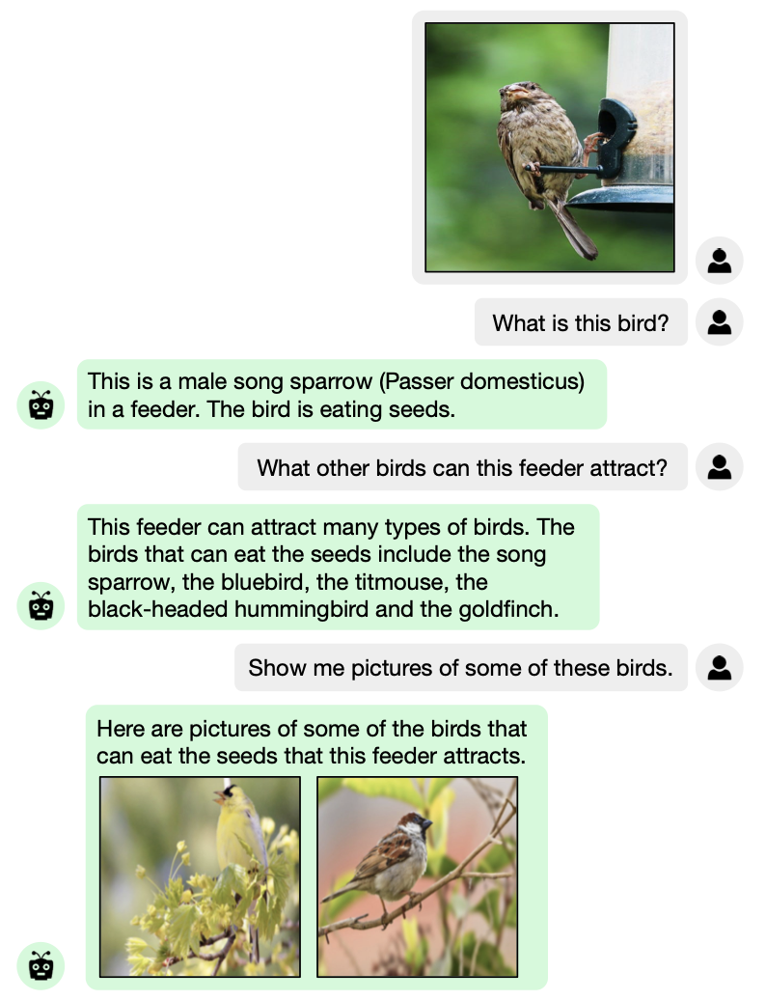 What is this bird?
This is a male song sparrow (Passer domesticus)
in a feeder. The bird is eating seeds.
What other birds can this feeder attract?
This feeder can attract many types of birds. The
birds that can eat the seeds include the song
sparrow, the bluebird, the titmouse, the
black-headed hummingbird and the goldfinch.
Show me pictures of some of these birds.
Here are pictures of some of the birds that
can eat the seeds that this feeder attracts.